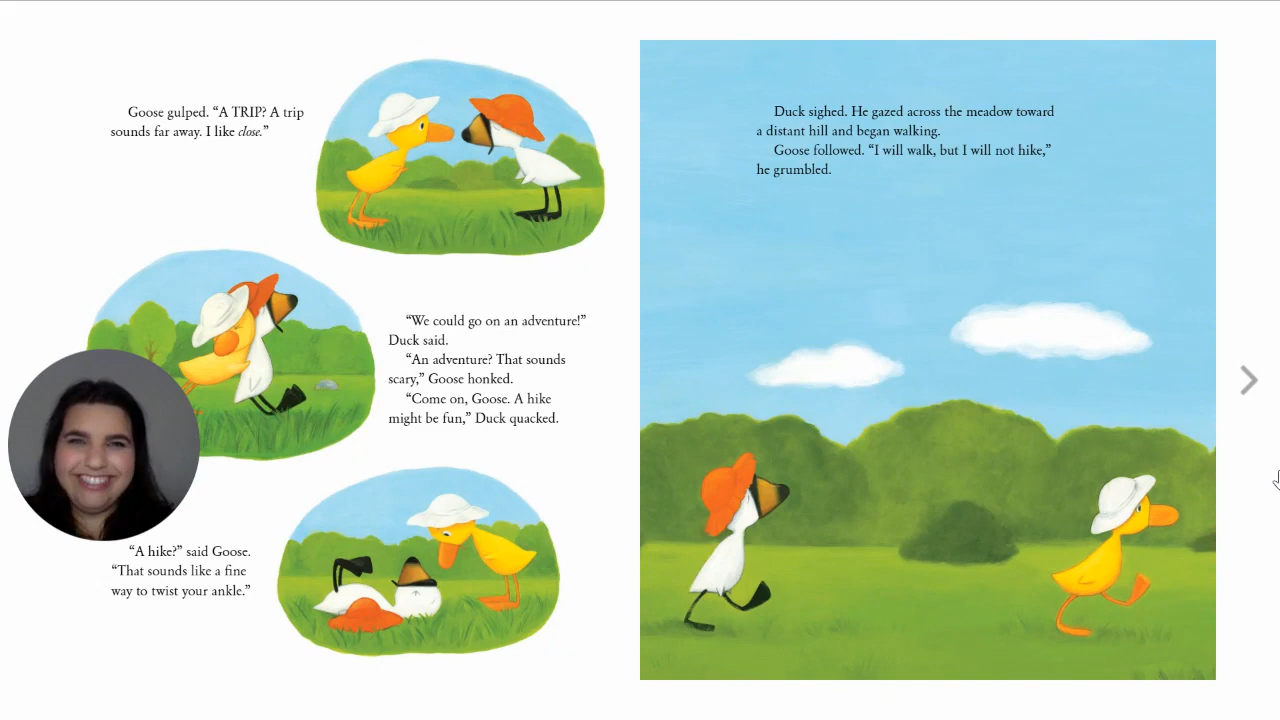 Goose gulped. “A TRIP? A trip
sounds far away. I like close.”
“We could go on an adventure!”
Duck said.
“An adventure? That sounds
scary,” Goose honked.
“Come on, Goose. A hike
might be fun,” Duck quacked.
“A hike?” said Goose.
“That sounds like a fine
way to twist your ankle.”
Duck sighed. He gazed across the meadow toward
a distant hill and began walking.
Goose followed. “I will walk, but I will not hike,”
he grumbled.